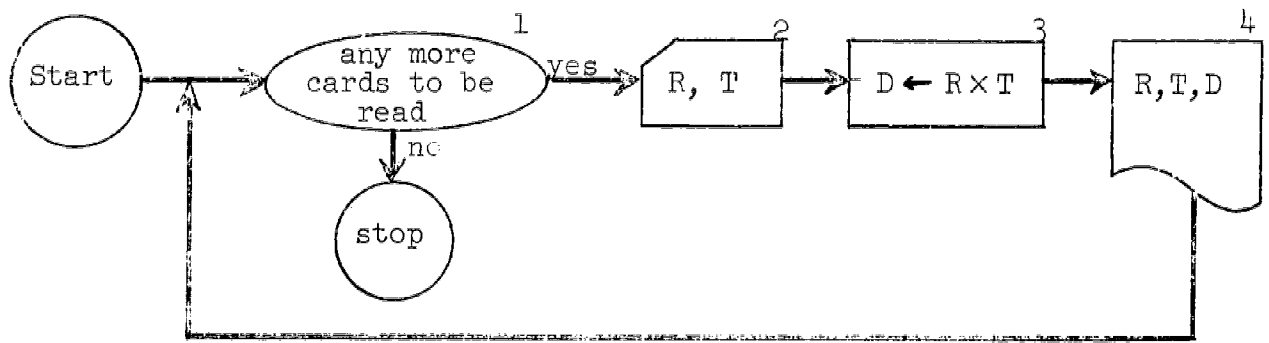 Start
1
any more
cards to be
read
yes
no
stop
2
R, T
3
D ← R × T
4
R,T,D